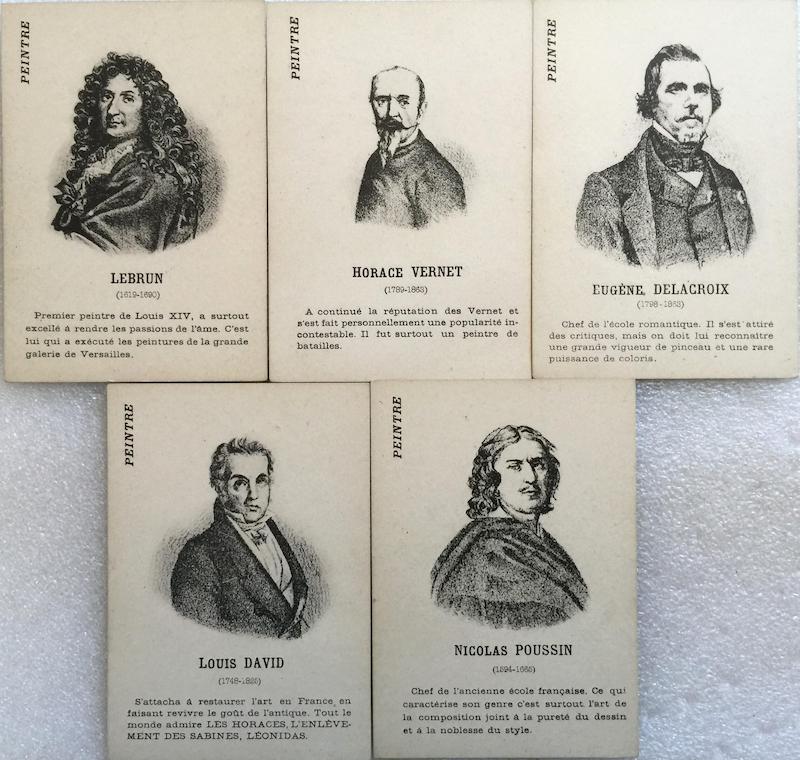 PEINTRE
LEBRUN
(1619-1690)
Premier peintre de Louis XIV, a surtout
excellé à rendre les passions de l'âme. C'est
lui qui a exécuté les peintures de la grande
galerie de Versailles.
PEINTRE
HORACE VERNET
(1789-1863)
A continué la réputation des Vernet et
s'est fait personnellement une popularité in-
contestable. Il fut surtout un peintre de
batailles.
PEINTRE
EUGÈNE DELACROIX
(1798-1863)
Chef de l'école romantique. Il s'est attiré
des critiques, mais on doit lui reconnaître
une grande vigueur de pinceau et une rare
puissance de coloris.
PEINTRE
LOUIS DAVID
(1748-1825)
S'attacha à restaurer l'art en France en
faisant revivre le goût de l'antique. Tout le
monde admire LES HORACES, L'ENLÈVE-
MENT DES SABINES, LÉONIDAS.
PEINTRE
NICOLAS POUSSIN
(1594-1665)
Chef de l'ancienne école française. Ce qui
caractérise son genre c'est surtout l'art de
la composition joint à la pureté du dessin
et à la noblesse du style.